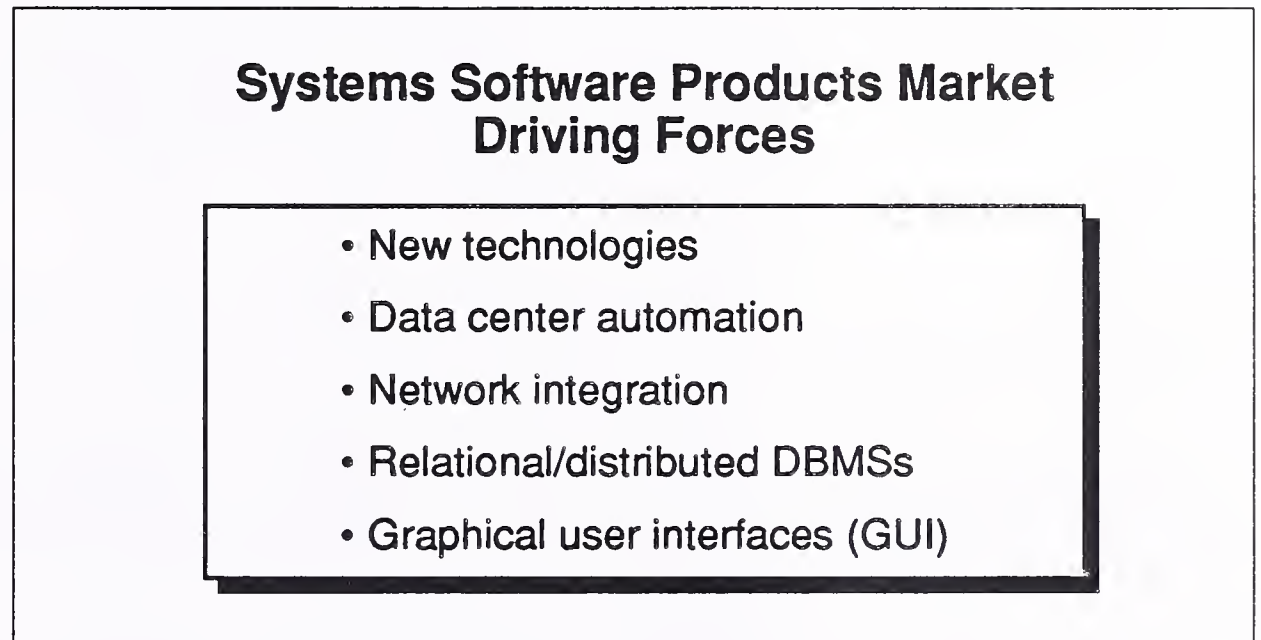 Systems Software Products Market
Driving Forces
• New technologies
• Data center automation
• Network integration
• Relational/distributed DBMSs
• Graphical user interfaces (GUI)